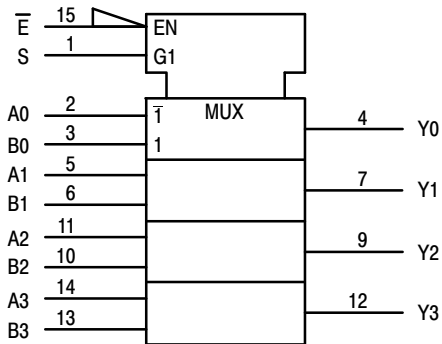 E̅ 15 EN
S 1 G1
MUX
A0 2 1̅ 4 Y0
B0 3 1
A1 5 7 Y1
B1 6
A2 11 9 Y2
B2 10
A3 14 12 Y3
B3 13